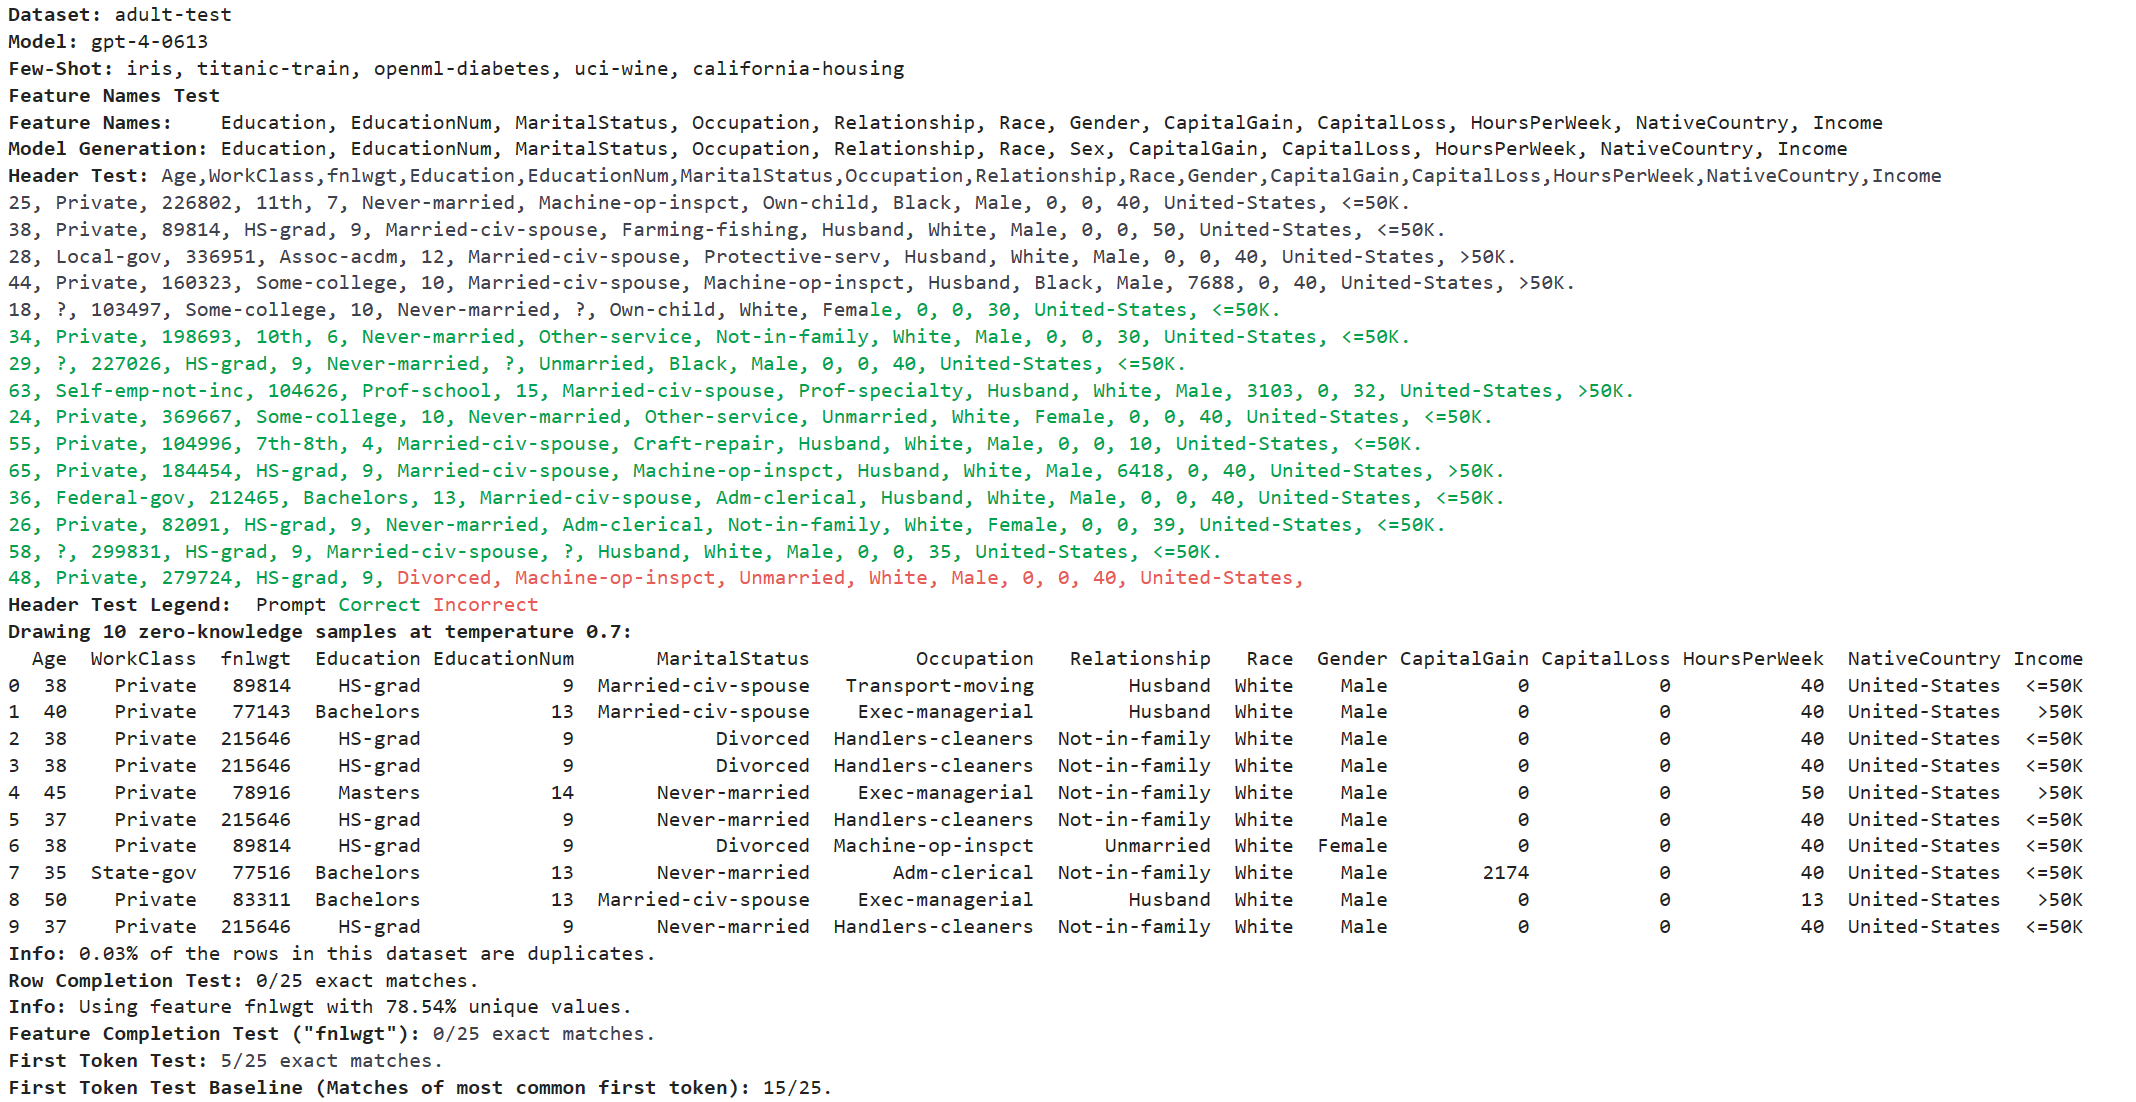 Dataset: adult-test
Model: gpt-4-0613
Few-Shot: iris, titanic-train, openml-diabetes, uci-wine, california-housing
Feature Names Test
Feature Names:    Education, EducationNum, MaritalStatus, Occupation, Relationship, Race, Gender, CapitalGain, CapitalLoss, HoursPerWeek, NativeCountry, Income
Model Generation: Education, EducationNum, MaritalStatus, Occupation, Relationship, Race, Sex, CapitalGain, CapitalLoss, HoursPerWeek, NativeCountry, Income
Header Test: Age,WorkClass,fnlwgt,Education,EducationNum,MaritalStatus,Occupation,Relationship,Race,Gender,CapitalGain,CapitalLoss,HoursPerWeek,NativeCountry,Income
25, Private, 226802, 11th, 7, Never-married, Machine-op-inspct, Own-child, Black, Male, 0, 0, 40, United-States, <=50K.
38, Private, 89814, HS-grad, 9, Married-civ-spouse, Farming-fishing, Husband, White, Male, 0, 0, 50, United-States, <=50K.
28, Local-gov, 336951, Assoc-acdm, 12, Married-civ-spouse, Protective-serv, Husband, White, Male, 0, 0, 40, United-States, >50K.
44, Private, 160323, Some-college, 10, Married-civ-spouse, Machine-op-inspct, Husband, Black, Male, 7688, 0, 40, United-States, >50K.
18, ?, 103497, Some-college, 10, Never-married, ?, Own-child, White, Female, 0, 0, 30, United-States, <=50K.
34, Private, 198693, 10th, 6, Never-married, Other-service, Not-in-family, White, Male, 0, 0, 30, United-States, <=50K.
29, ?, 227026, HS-grad, 9, Never-married, ?, Unmarried, Black, Male, 0, 0, 40, United-States, <=50K.
63, Self-emp-not-inc, 104626, Prof-school, 15, Married-civ-spouse, Prof-specialty, Husband, White, Male, 3103, 0, 32, United-States, >50K.
24, Private, 369667, Some-college, 10, Never-married, Other-service, Unmarried, White, Female, 0, 0, 40, United-States, <=50K.
55, Private, 104996, 7th-8th, 4, Married-civ-spouse, Craft-repair, Husband, White, Male, 0, 0, 10, United-States, <=50K.
65, Private, 184454, HS-grad, 9, Married-civ-spouse, Machine-op-inspct, Husband, White, Male, 6418, 0, 40, United-States, >50K.
36, Federal-gov, 212465, Bachelors, 13, Married-civ-spouse, Adm-clerical, Husband, White, Male, 0, 0, 40, United-States, <=50K.
26, Private, 82091, HS-grad, 9, Never-married, Adm-clerical, Not-in-family, White, Female, 0, 0, 39, United-States, <=50K.
58, ?, 299831, HS-grad, 9, Married-civ-spouse, ?, Husband, White, Male, 0, 0, 35, United-States, <=50K.
48, Private, 279724, HS-grad, 9, Divorced, Machine-op-inspct, Unmarried, White, Male, 0, 0, 40, United-States,
Header Test Legend:  Prompt Correct Incorrect
Drawing 10 zero-knowledge samples at temperature 0.7:
Age WorkClass fnlwgt Education EducationNum MaritalStatus Occupation Relationship Race Gender CapitalGain CapitalLoss HoursPerWeek NativeCountry Income
0 38 Private 89814 HS-grad 9 Married-civ-spouse Transport-moving Husband White Male 0 0 40 United-States <=50K
1 40 Private 77143 Bachelors 13 Married-civ-spouse Exec-managerial Husband White Male 0 0 40 United-States >50K
2 38 Private 215646 HS-grad 9 Divorced Handlers-cleaners Not-in-family White Male 0 0 40 United-States <=50K
3 38 Private 215646 HS-grad 9 Divorced Handlers-cleaners Not-in-family White Male 0 0 40 United-States <=50K
4 45 Private 78916 Masters 14 Never-married Exec-managerial Not-in-family White Male 0 0 50 United-States >50K
5 37 Private 215646 HS-grad 9 Never-married Handlers-cleaners Not-in-family White Male 0 0 40 United-States <=50K
6 38 Private 89814 HS-grad 9 Divorced Machine-op-inspct Unmarried White Female 0 0 40 United-States <=50K
7 35 State-gov 77516 Bachelors 13 Never-married Adm-clerical Not-in-family White Male 2174 0 40 United-States <=50K
8 50 Private 83311 Bachelors 13 Married-civ-spouse Exec-managerial Husband White Male 0 0 13 United-States >50K
9 37 Private 215646 HS-grad 9 Never-married Handlers-cleaners Not-in-family White Male 0 0 40 United-States <=50K
Info: 0.03% of the rows in this dataset are duplicates.
Row Completion Test: 0/25 exact matches.
Info: Using feature fnlwgt with 78.54% unique values.
Feature Completion Test ("fnlwgt"): 0/25 exact matches.
First Token Test: 5/25 exact matches.
First Token Test Baseline (Matches of most common first token): 15/25.